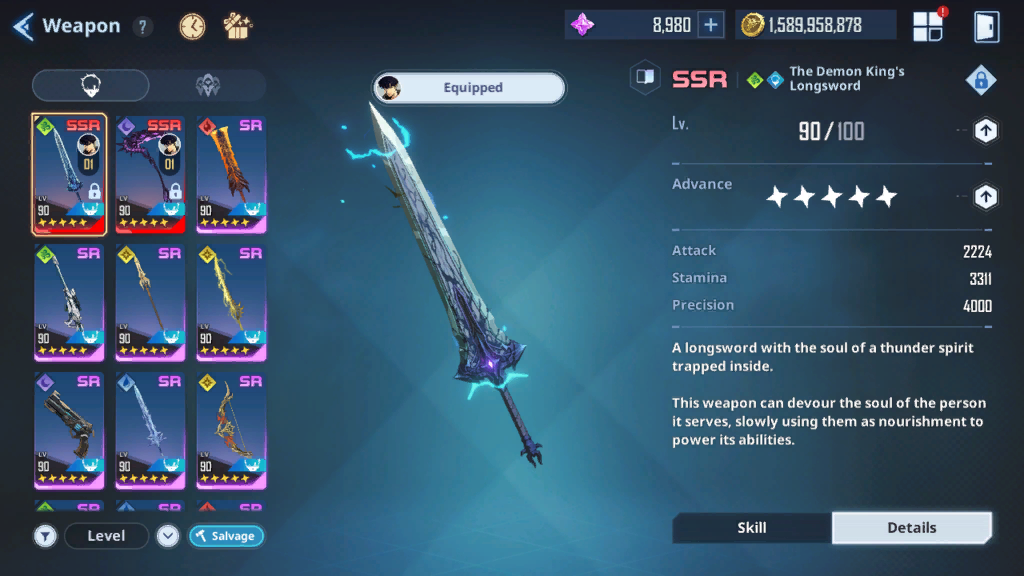 Weapon ?
8,980 +
1,589,958,878
!
SSR
SSR
SR
01
01
LV
90
LV
90
LV
90
SR
SR
SR
LV
90
LV
90
LV
90
SR
SR
SR
LV
90
LV
90
LV
90
SR
SR
SR
Level
Salvage
Equipped
SSR
The Demon King's
Longsword
Lv.
90 / 100
Advance
Attack
2224
Stamina
3311
Precision
4000
A longsword with the soul of a thunder spirit
trapped inside.
This weapon can devour the soul of the person
it serves, slowly using them as nourishment to
power its abilities.
Skill
Details